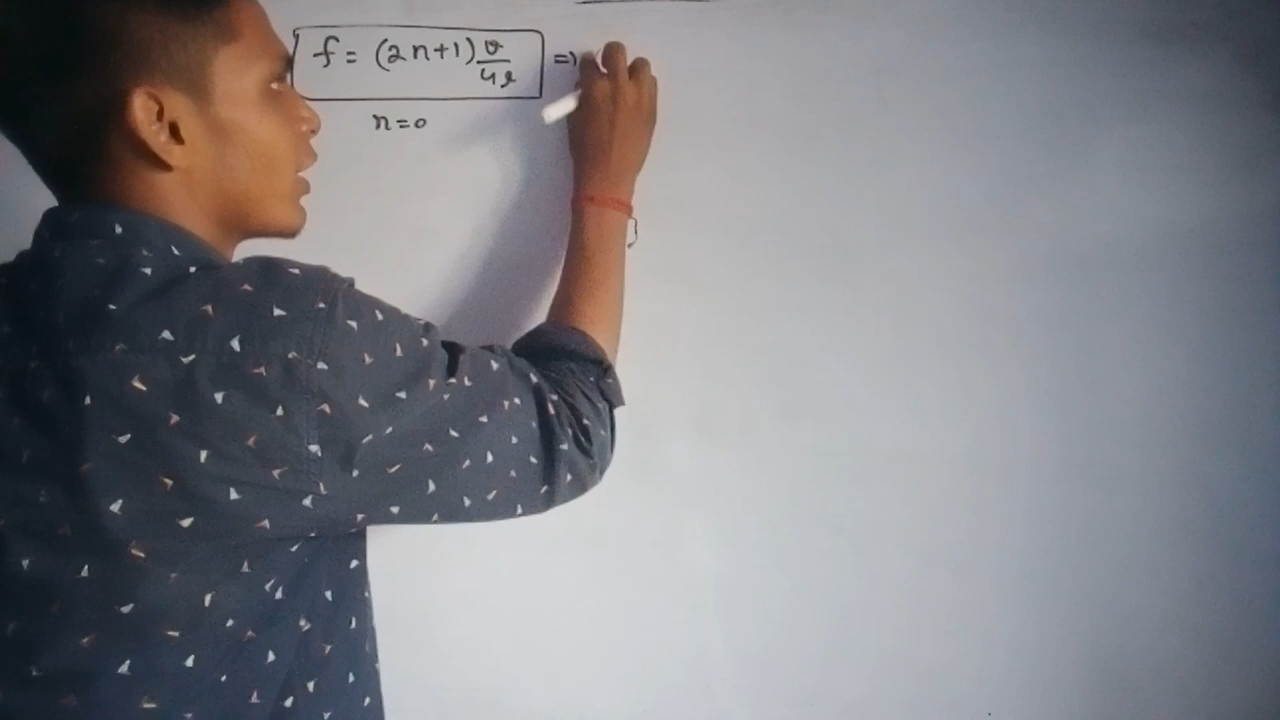 f = (2n+1) v/4l =>
n=0